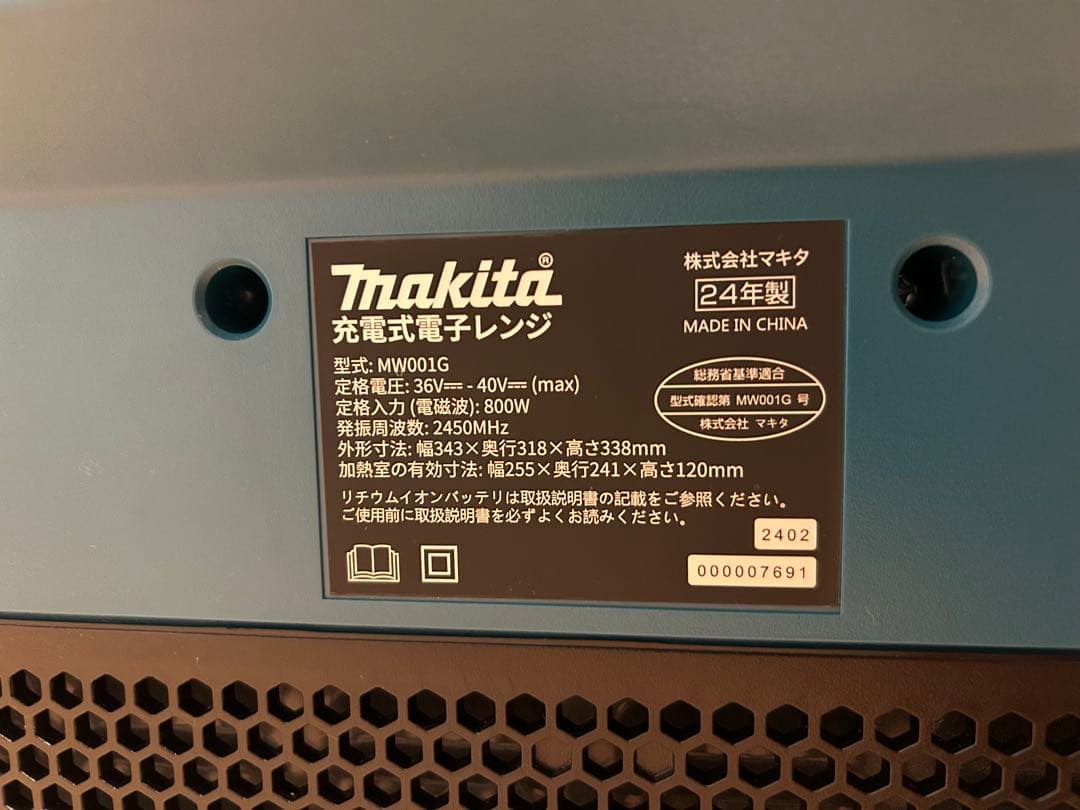 makita®
充電式電子レンジ
株式会社マキタ
24年製
MADE IN CHINA
型式: MW001G
定格電圧: 36V⎓ - 40V⎓ (max)
定格入力 (電磁波): 800W
発振周波数: 2450MHz
外形寸法: 幅343×奥行318×高さ338mm
加熱室の有効寸法: 幅255×奥行241×高さ120mm
総務省基準適合
型式確認第 MW001G 号
株式会社 マキタ
リチウムイオンバッテリは取扱説明書の記載をご参照ください。
ご使用前に取扱説明書を必ずよくお読みください。
2402
000007691